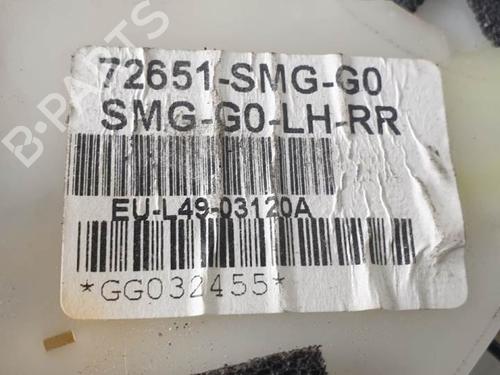 72651-SMG-G0
SMG-G0-LH-RR
EU-L49-03120A
*GG032455*
B-PARTS